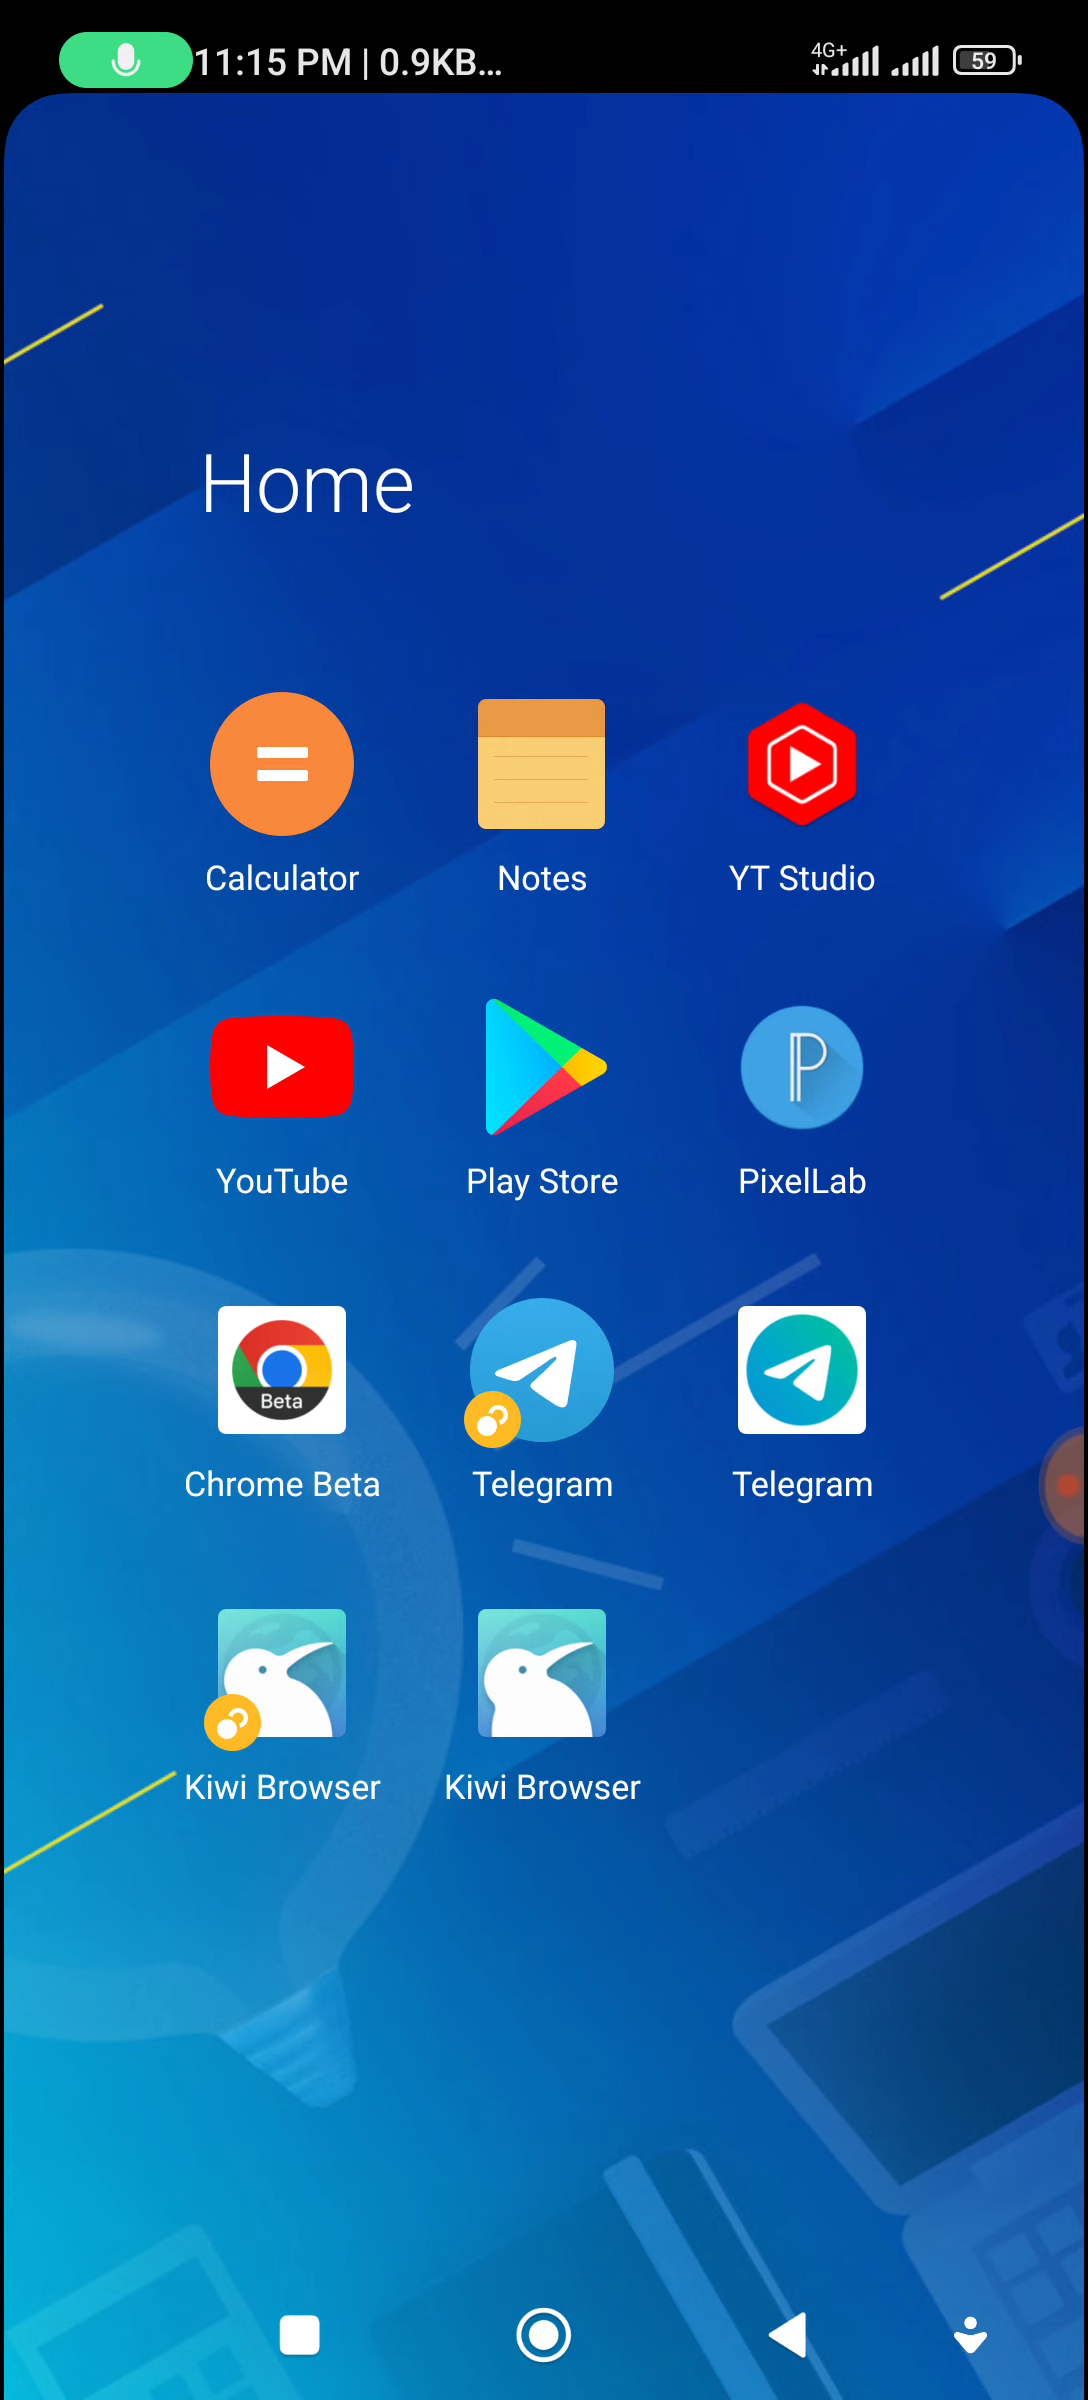 11:15 PM | 0.9KB...
4G+
59
Home
Calculator
Notes
YT Studio
YouTube
Play Store
PixelLab
Beta
Chrome Beta
Telegram
Telegram
Kiwi Browser
Kiwi Browser